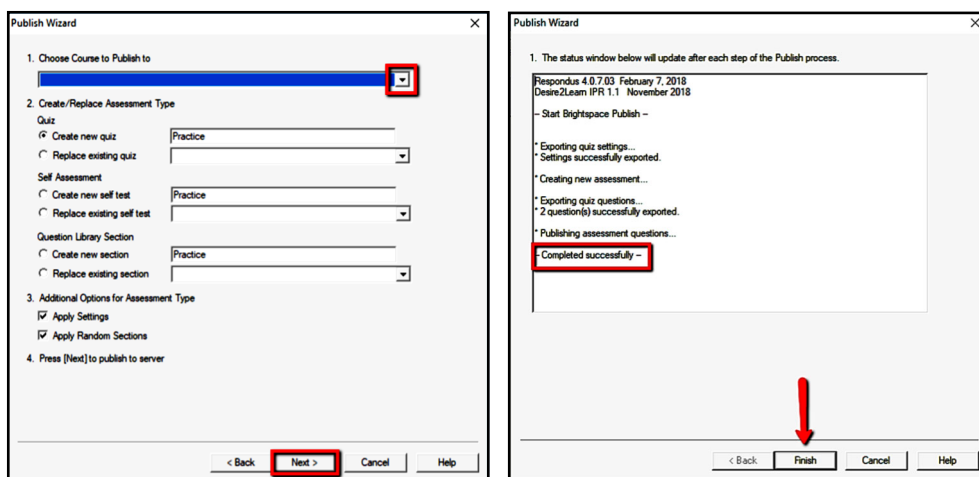 Publish Wizard
1. Choose Course to Publish to
2. Create/Replace Assessment Type
Quiz
Create new quiz Practice
Replace existing quiz
Self Assessment
Create new self test Practice
Replace existing self test
Question Library Section
Create new section Practice
Replace existing section
3. Additional Options for Assessment Type
Apply Settings
Apply Random Sections
4. Press [Next] to publish to server
< Back Next > Cancel Help
Publish Wizard
1. The status window below will update after each step of the Publish process.
Respondus 4.0.7.03 February 7, 2018
Desire2Learn IPR 1.1 November 2018
-- Start Brightspace Publish --
* Exporting quiz settings...
* Settings successfully exported.
* Creating new assessment...
* Exporting quiz questions...
* 2 question(s) successfully exported.
* Publishing assessment questions...
-- Completed successfully --
< Back Finish Cancel Help